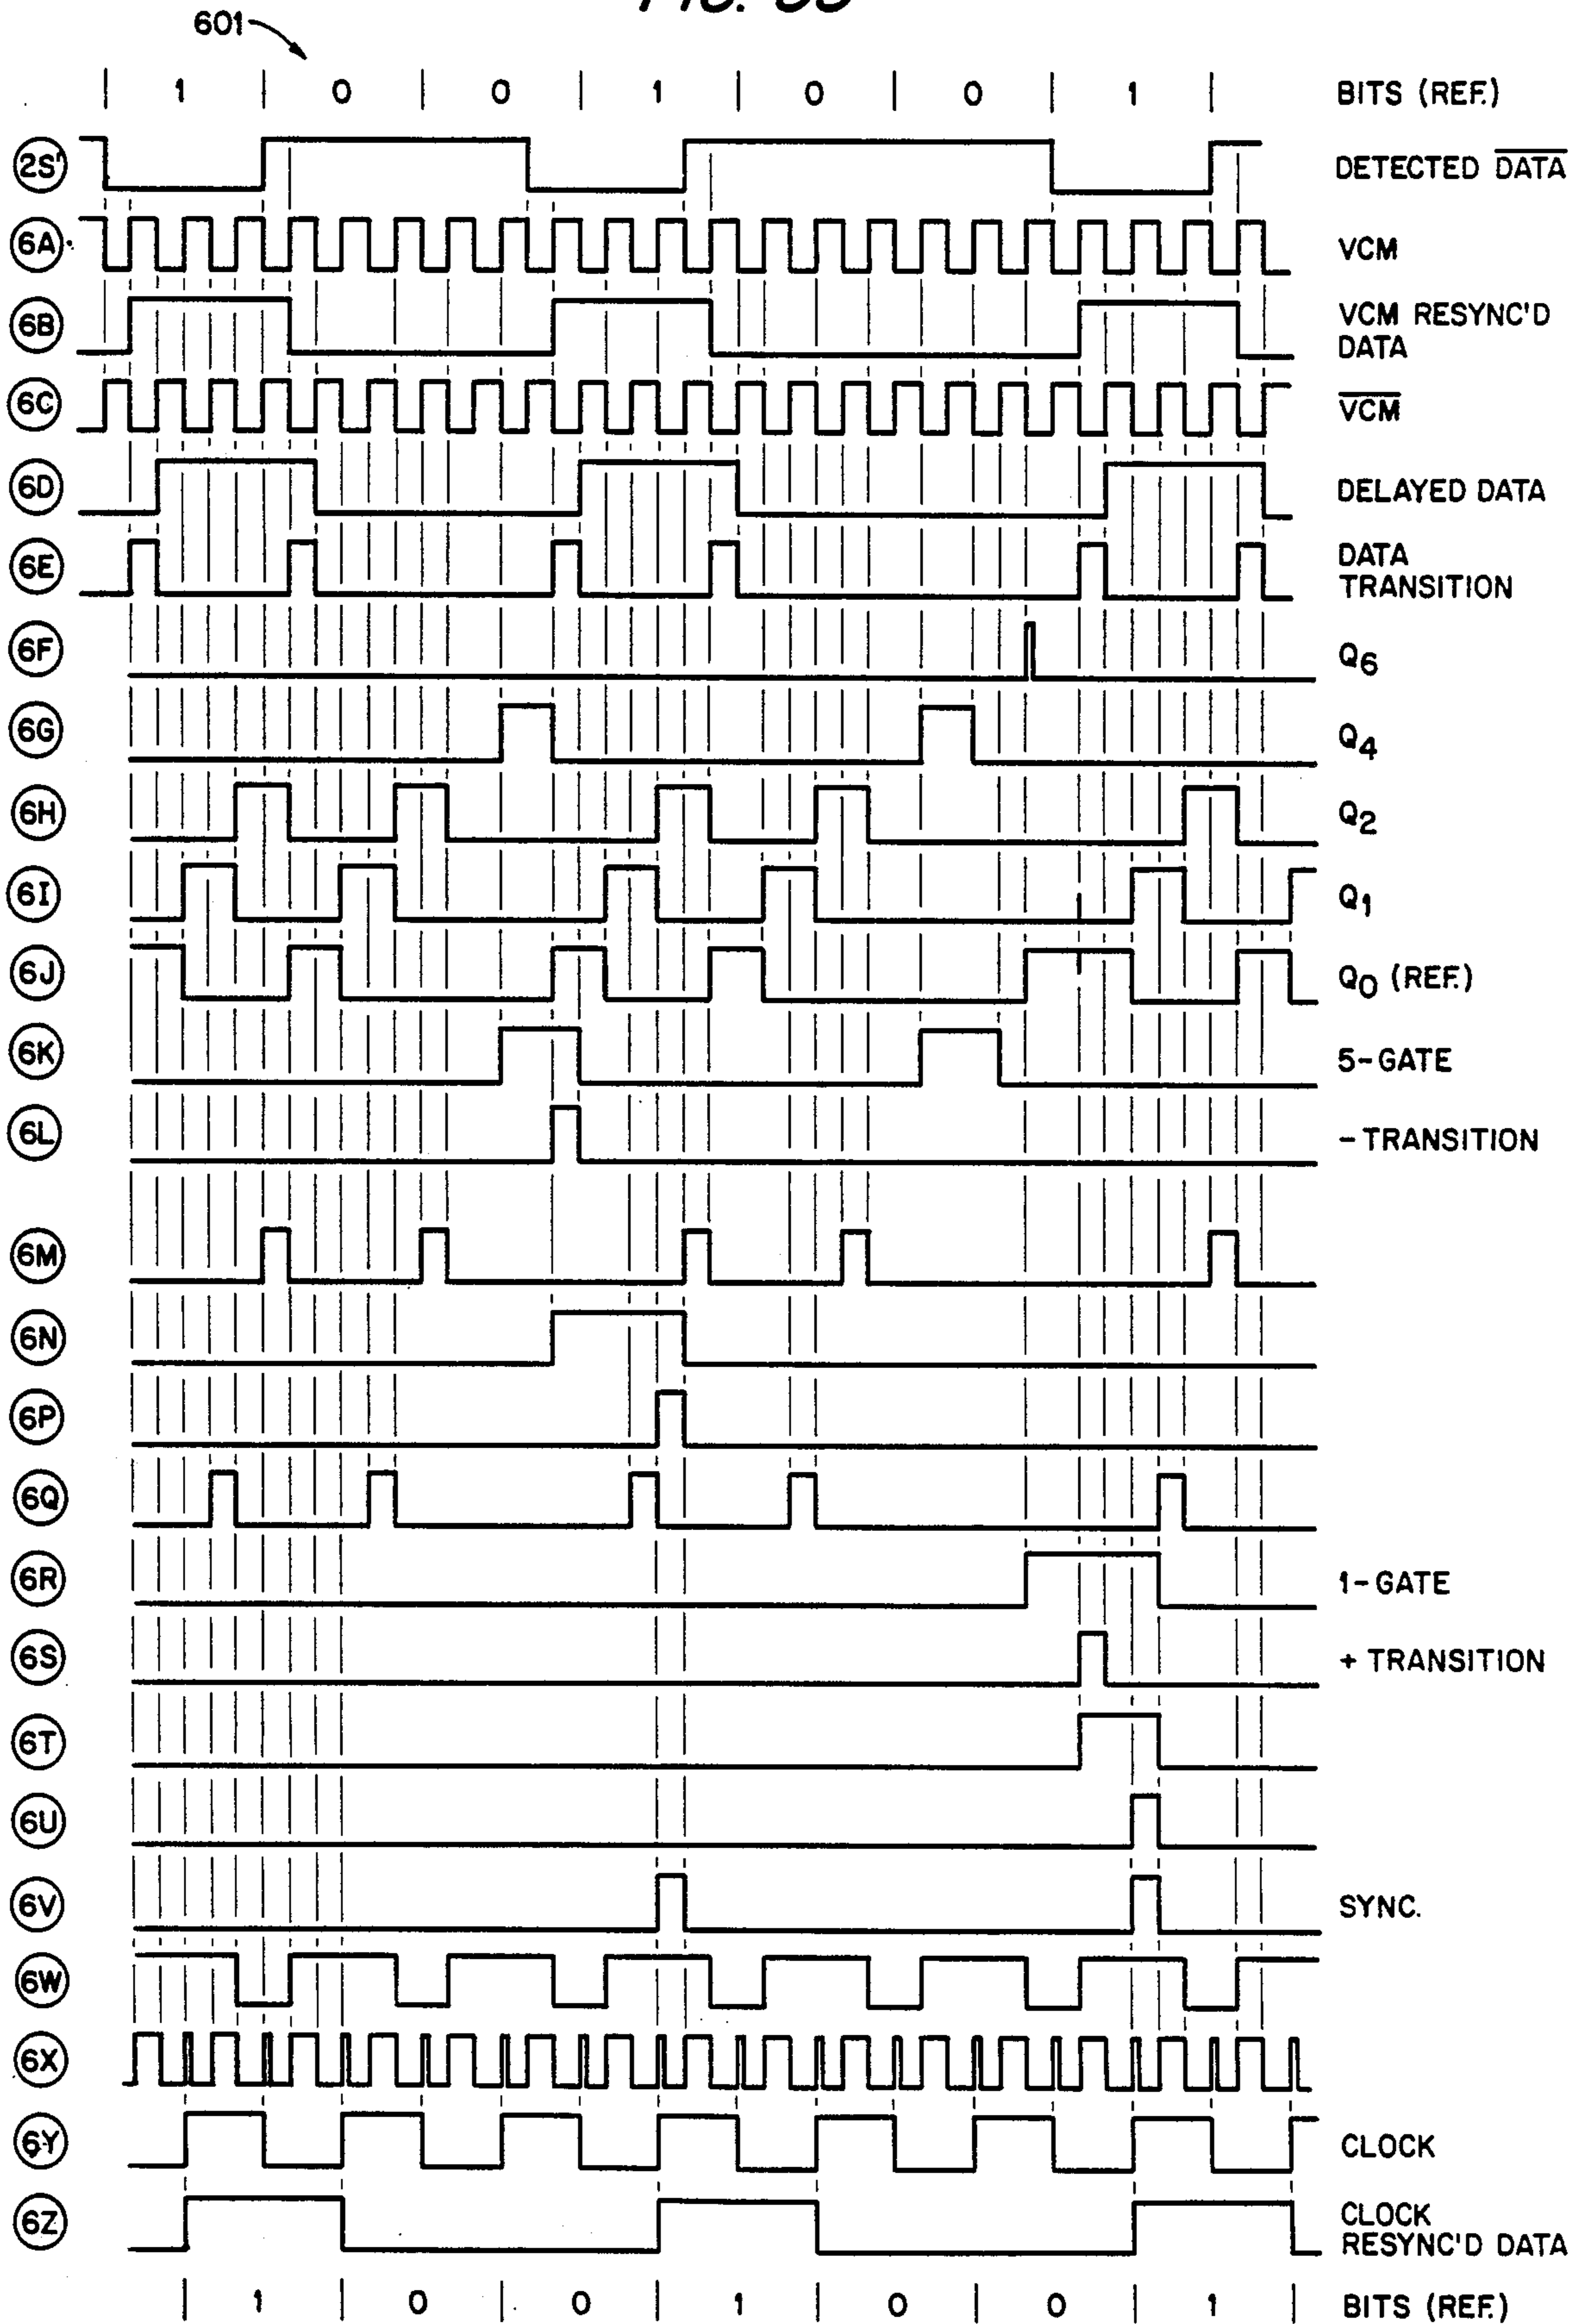 601
1 0 0 1 0 0 1 BITS (REF.)
2S' DETECTED DATA
6A VCM
6B VCM RESYNC'D
DATA
6C VCM
6D DELAYED DATA
6E DATA
TRANSITION
6F Q6
6G Q4
6H Q2
6I Q1
6J Q0 (REF.)
6K 5-GATE
6L - TRANSITION
6M
6N
6P
6Q
6R 1-GATE
6S + TRANSITION
6T
6U
6V SYNC.
6W
6X
6Y CLOCK
6Z CLOCK
RESYNC'D DATA
1 0 0 1 0 0 1 BITS (REF.)